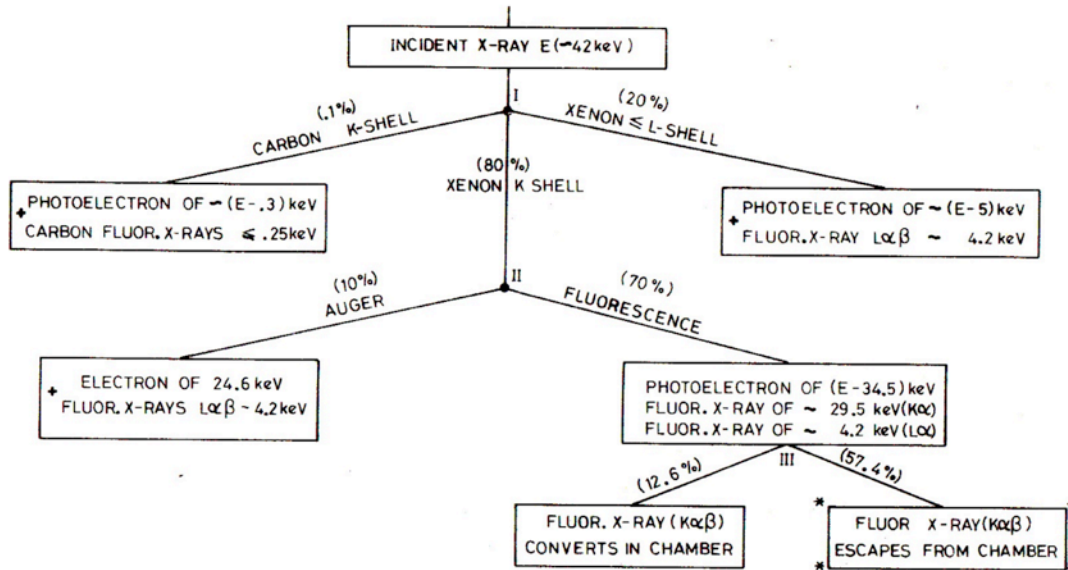 INCIDENT X-RAY E(~42keV)
I
(.1%)
CARBON K-SHELL
(20%)
XENON ≤ L-SHELL
(80%)
XENON K SHELL
+ PHOTOELECTRON OF ~ (E-.3) keV
CARBON FLUOR. X-RAYS ≤ .25keV
+ PHOTOELECTRON OF ~ (E-5) keV
FLUOR. X-RAY Lαβ ~ 4.2 keV
II
(10%)
AUGER
(70%)
FLUORESCENCE
+ ELECTRON OF 24.6 keV
FLUOR. X-RAYS Lαβ ~ 4.2keV
PHOTOELECTRON OF (E-34.5) keV
FLUOR. X-RAY OF ~ 29.5 keV(Kα)
FLUOR. X-RAY OF ~ 4.2 keV(Lα)
III
(12.6%)
(57.4%)
FLUOR. X-RAY (Kαβ)
CONVERTS IN CHAMBER
* FLUOR X-RAY(Kαβ)
* ESCAPES FROM CHAMBER